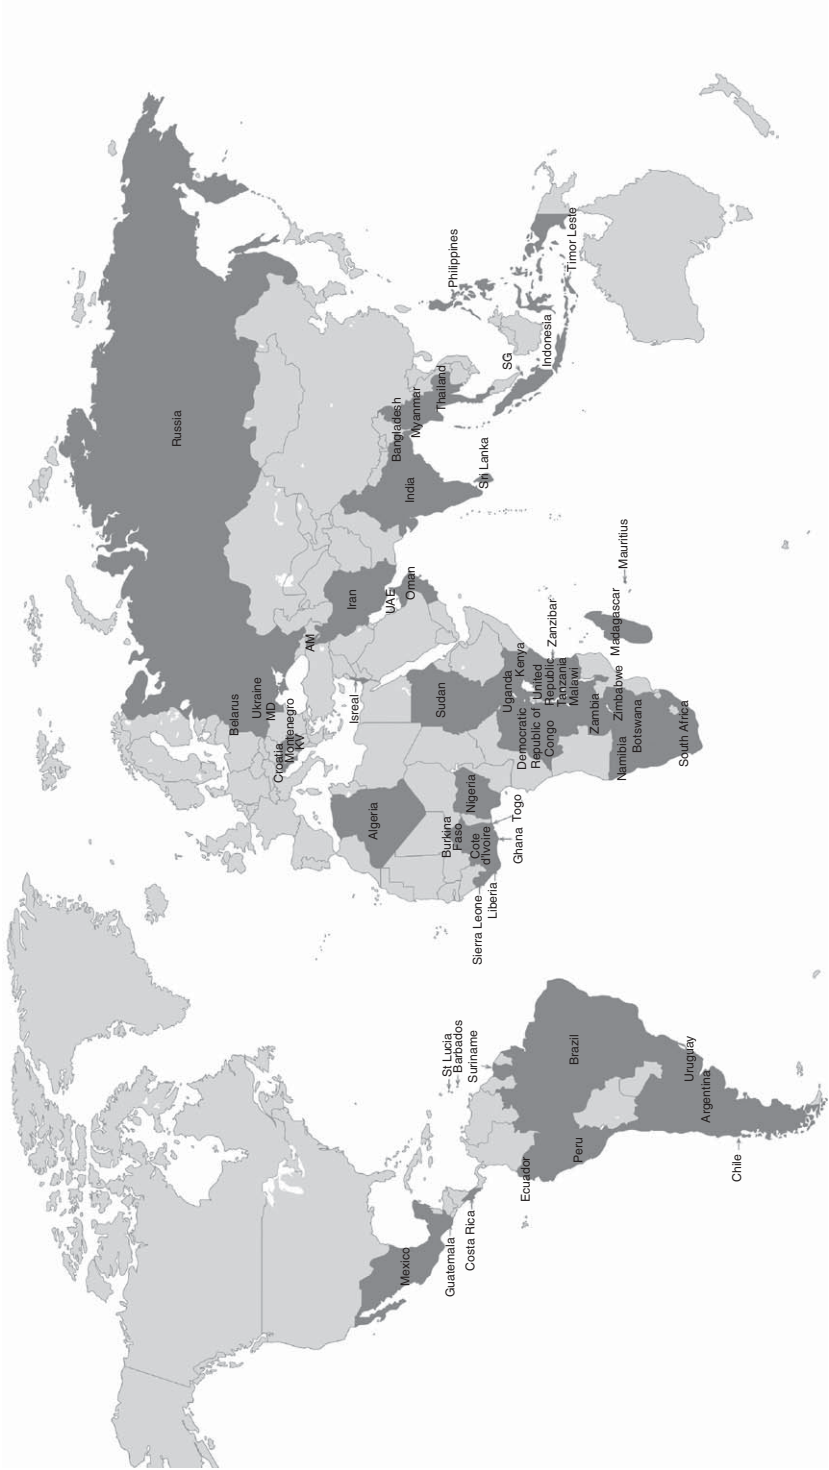 Russia
Belarus
Ukraine
MD
Croatia
Montenegro
KV
AM
Isreal
Iran
UAE
Oman
Bangladesh
Myanmar
Thailand
India
Sri Lanka
Philippines
SG
Indonesia
Timor Leste
Algeria
Sudan
Nigeria
Burkina
Faso
Cote
d'Ivoire
Togo
Ghana
Sierra Leone
Liberia
Uganda
Kenya
Democratic
Republic of
Congo
United
Republic
Tanzania
Zanzibar
Malawi
Zambia
Zimbabwe
Namibia
Botswana
South Africa
Madagascar
Mauritius
Mexico
Guatemala
Costa Rica
St Lucia
Barbados
Suriname
Ecuador
Peru
Brazil
Uruguay
Argentina
Chile